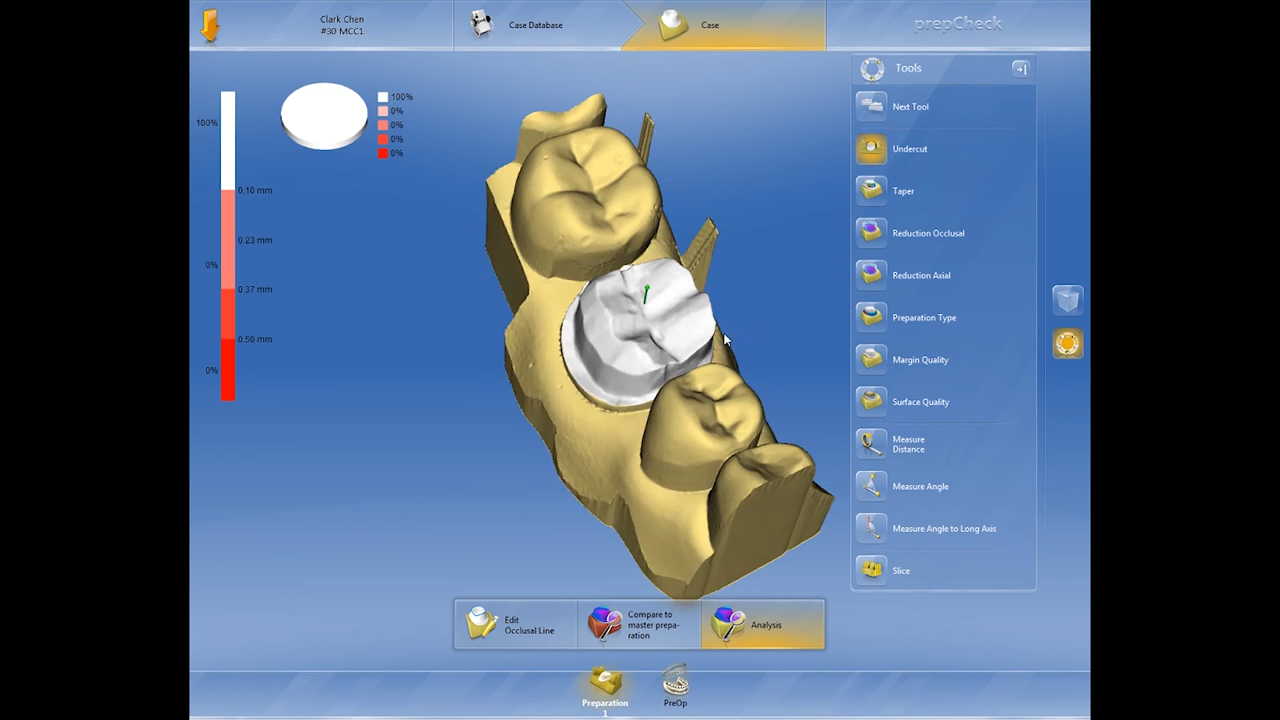 Clark Chen
#30 MCC1
Case Database
Case
prepCheck
Tools
Next Tool
Undercut
Taper
Reduction Occlusal
Reduction Axial
Preparation Type
Margin Quality
Surface Quality
Measure
Distance
Measure Angle
Measure Angle to Long Axis
Slice
100%
0.10 mm
0.23 mm
0%
0.37 mm
0.50 mm
0%
100%
0%
0%
0%
0%
Edit
Occlusal Line
Compare to
master prepa-
ration
Analysis
Preparation
1
PreOp